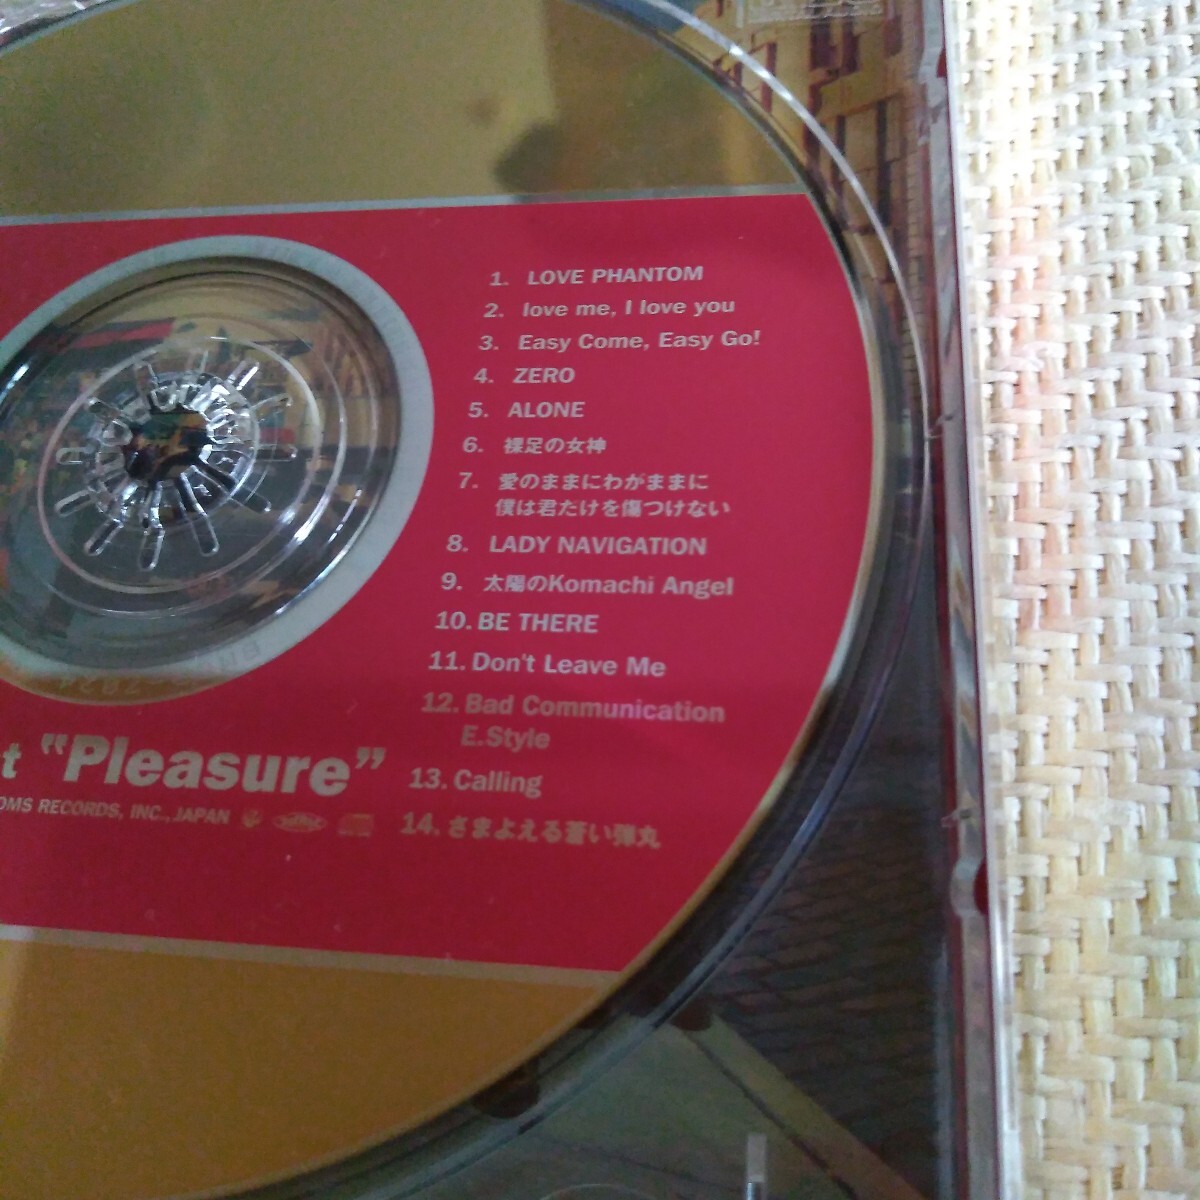 1. LOVE PHANTOM
2. love me, I love you
3. Easy Come, Easy Go!
4. ZERO
5. ALONE
6. 裸足の女神
7. 愛のままにわがままに
僕は君だけを傷つけない
8. LADY NAVIGATION
9. 太陽のKomachi Angel
10. BE THERE
11. Don't Leave Me
12. Bad Communication
E.Style
13. Calling
14. さまよえる蒼い弾丸
t "Pleasure"
OMS RECORDS, INC., JAPAN